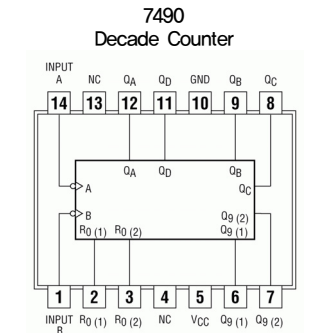 7490
Decade Counter
INPUT
A NC QA QD GND QB QC
14 13 12 11 10 9 8
QA QD QB
QC
A
B
Q9 (2)
R0 (1) R0 (2) Q9 (1)
1 2 3 4 5 6 7
INPUT R0 (1) R0 (2) NC VCC Q9 (1) Q9 (2)
B